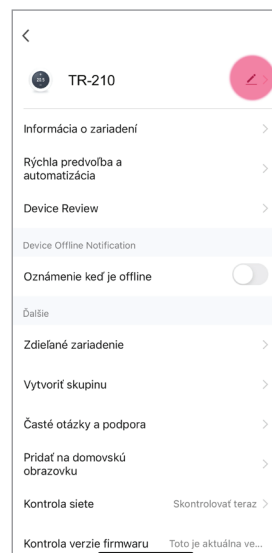 TR-210
Informácia o zariadení
Rýchla predvoľba a
automatizácia
Device Review
Device Offline Notification
Oznámenie keď je offline
Ďalšie
Zdieľané zariadenie
Vytvoriť skupinu
Časté otázky a podpora
Pridať na domovskú
obrazovku
Kontrola siete Skontrolovať teraz
Kontrola verzie firmwaru Toto je aktuálna ve...